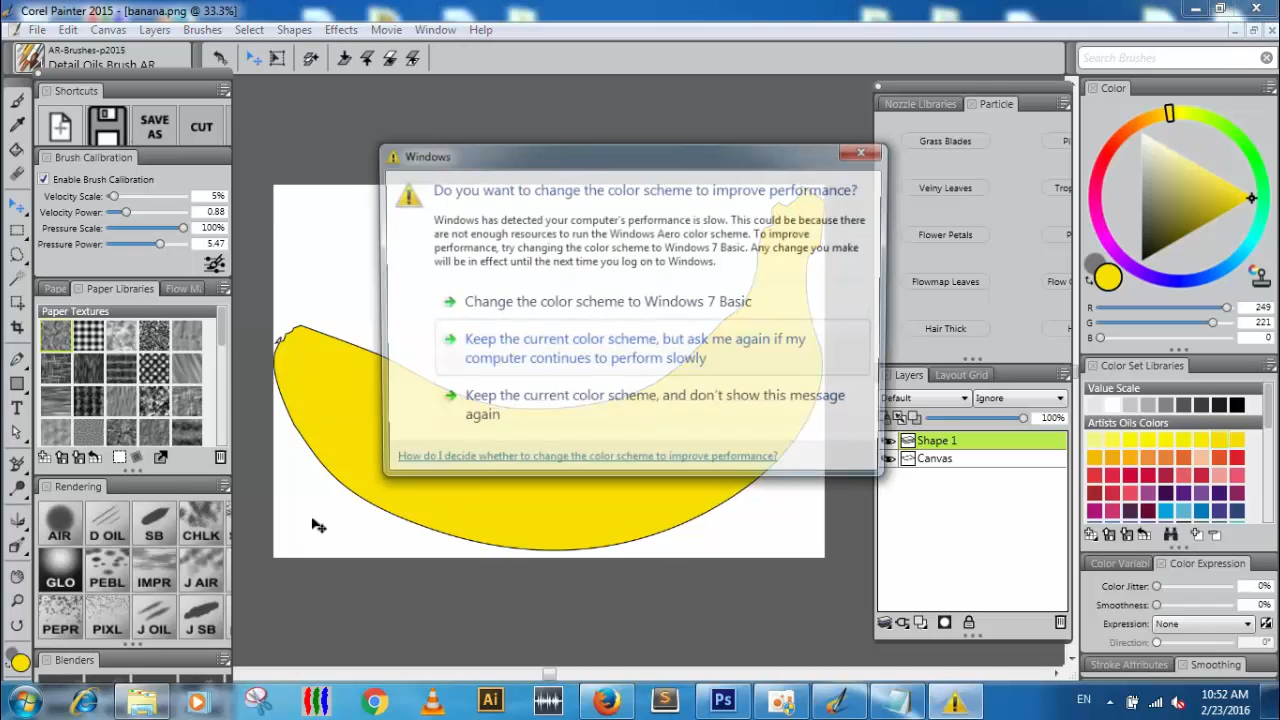 Corel Painter 2015 - [banana.png @ 33.3%]
File Edit Canvas Layers Brushes Select Shapes Effects Movie Window Help
AR-Brushes-p2015
Detail Oils Brush AR
Search Brushes
Shortcuts
SAVE AS
CUT
Brush Calibration
Enable Brush Calibration
Velocity Scale: 5%
Velocity Power: 0.88
Pressure Scale: 100%
Pressure Power: 5.47
Pape Paper Libraries Flow M
Paper Textures
Rendering
AIR D OIL SB CHLK
GLO PEBL IMPR J AIR
PEPR PIXL J OIL J SB
Blenders
Windows
Do you want to change the color scheme to improve performance?
Windows has detected your computer's performance is slow. This could be because there
are not enough resources to run the Windows Aero color scheme. To improve
performance, try changing the color scheme to Windows 7 Basic. Any change you make
will be in effect until the next time you log on to Windows.
Change the color scheme to Windows 7 Basic
Keep the current color scheme, but ask me again if my
computer continues to perform slowly
Keep the current color scheme, and don't show this message
again
How do I decide whether to change the color scheme to improve performance?
Nozzle Libraries Particle
Grass Blades Pi
Veiny Leaves Trop
Flower Petals
Flowmap Leaves Flow
Hair Thick
Layers Layout Grid
Default Ignore
100%
Shape 1
Canvas
Color
R 249
G 221
B 0
Color Set Libraries
Value Scale
Artists Oils Colors
Color Variabi Color Expression
Color Jitter: 0%
Smoothness: 0%
Expression: None
Direction: 0°
Stroke Attributes Smoothing
Ai
S
Ps
EN
10:52 AM
2/23/2016